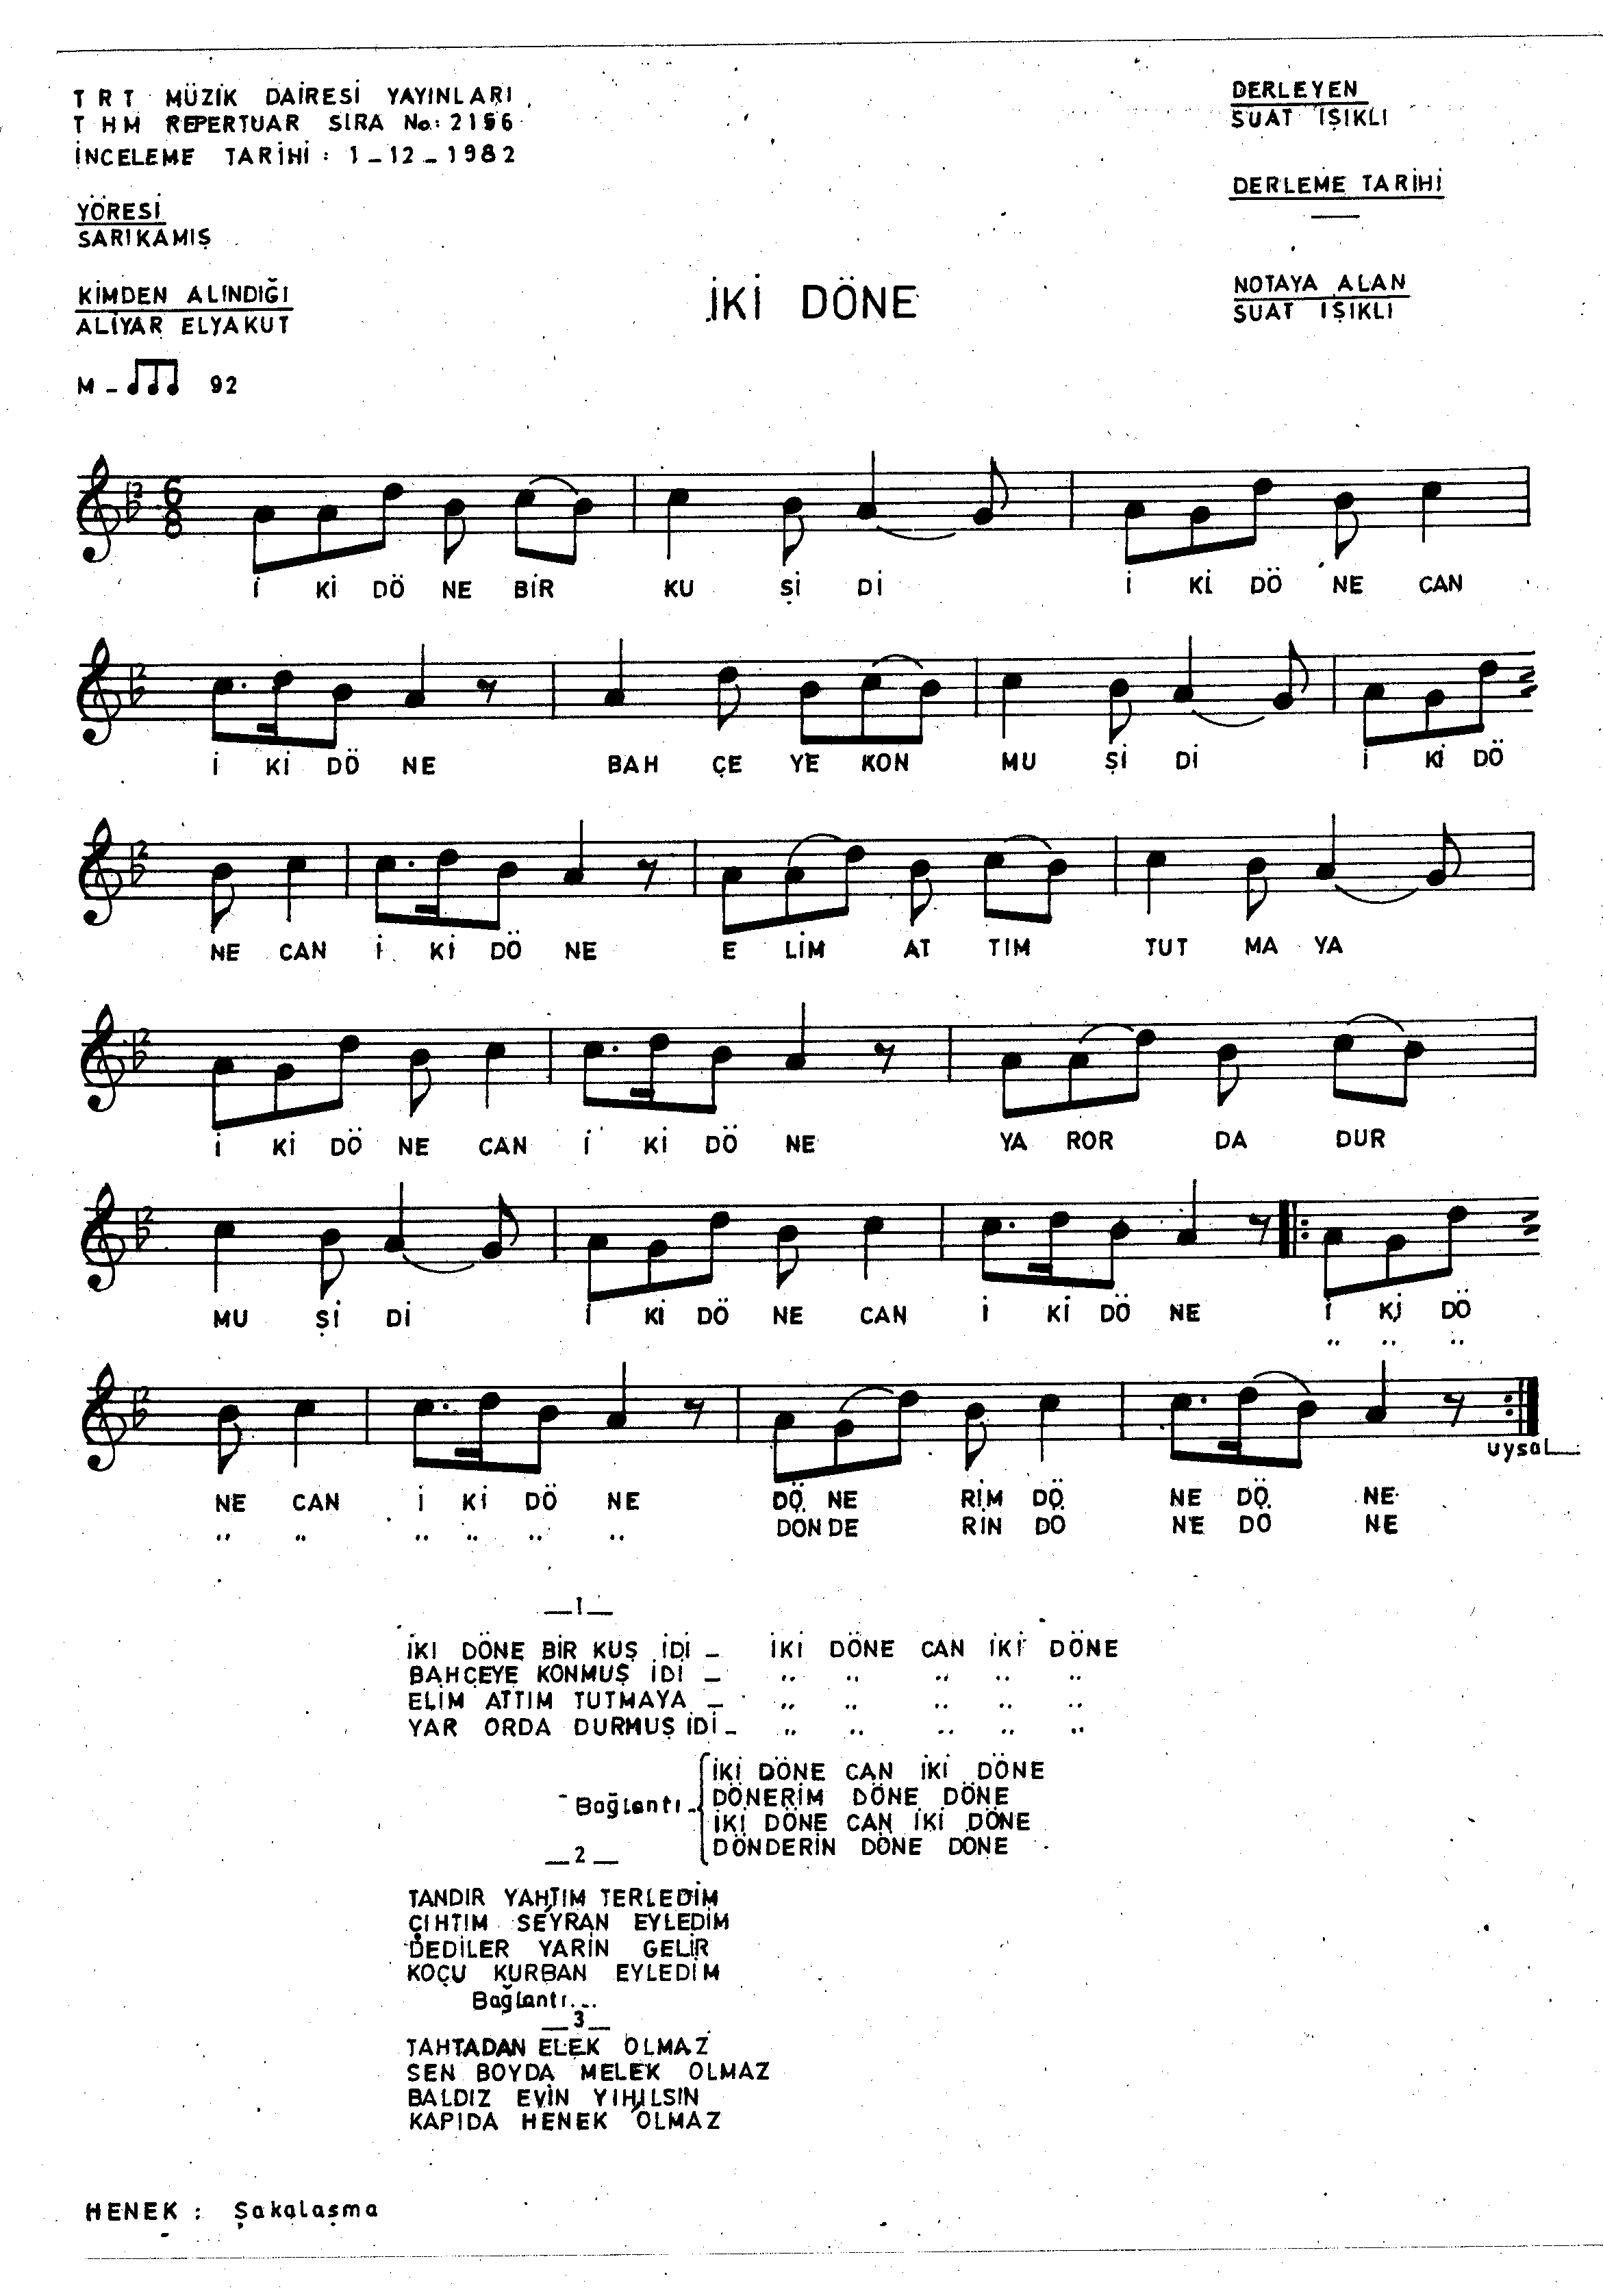 TRT MÜZİK DAİRESİ YAYINLARI
THM REPERTUAR SIRA No: 2156
İNCELEME TARİHİ : 1-12-1982
DERLEYEN
SUAT IŞIKLI
DERLEME TARİHİ
YÖRESİ
SARIKAMIŞ
KİMDEN ALINDIĞI
ALİYAR ELYAKUT
İKİ DÖNE
NOTAYA ALAN
SUAT IŞIKLI
M - 92
6
8
İ Kİ DÖ NE BİR KU Şİ Dİ İ Kİ DÖ NE CAN
İ Kİ DÖ NE BAH ÇE YE KON MU Şİ Dİ İ Kİ DÖ
NE CAN İ Kİ DÖ NE E LİM AT TIM TUT MA YA
İ Kİ DÖ NE CAN İ Kİ DÖ NE YA ROR DA DUR
MU Şİ Dİ İ Kİ DÖ NE CAN İ Kİ DÖ NE İ Kİ DÖ
.. .. ..
uysal
NE CAN İ Kİ DÖ NE DÖ NE RİM DÖ NE DÖ NE
.. .. .. .. .. .. DÖN DE RİN DÖ NE DÖ NE
—1—
İKİ DÖNE BİR KUŞ İDİ — İKİ DÖNE CAN İKİ DÖNE
BAHÇEYE KONMUŞ İDİ — .. .. .. .. ..
ELİM ATTIM TUTMAYA — .. .. .. .. ..
YAR ORDA DURMUŞ İDİ — .. .. .. .. ..
İKİ DÖNE CAN İKİ DÖNE
Bağlantı - DÖNERİM DÖNE DÖNE
İKİ DÖNE CAN İKİ DÖNE
DÖNDERİN DÖNE DÖNE
—2—
TANDIR YAHTIM TERLEDİM
ÇIHTIM SEYRAN EYLEDİM
DEDİLER YARİN GELİR
KOÇU KURBAN EYLEDİM
Bağlantı...
—3—
TAHTADAN ELEK OLMAZ
SEN BOYDA MELEK OLMAZ
BALDIZ EVİN YIHILSIN
KAPIDA HENEK OLMAZ
HENEK : Şakalaşma